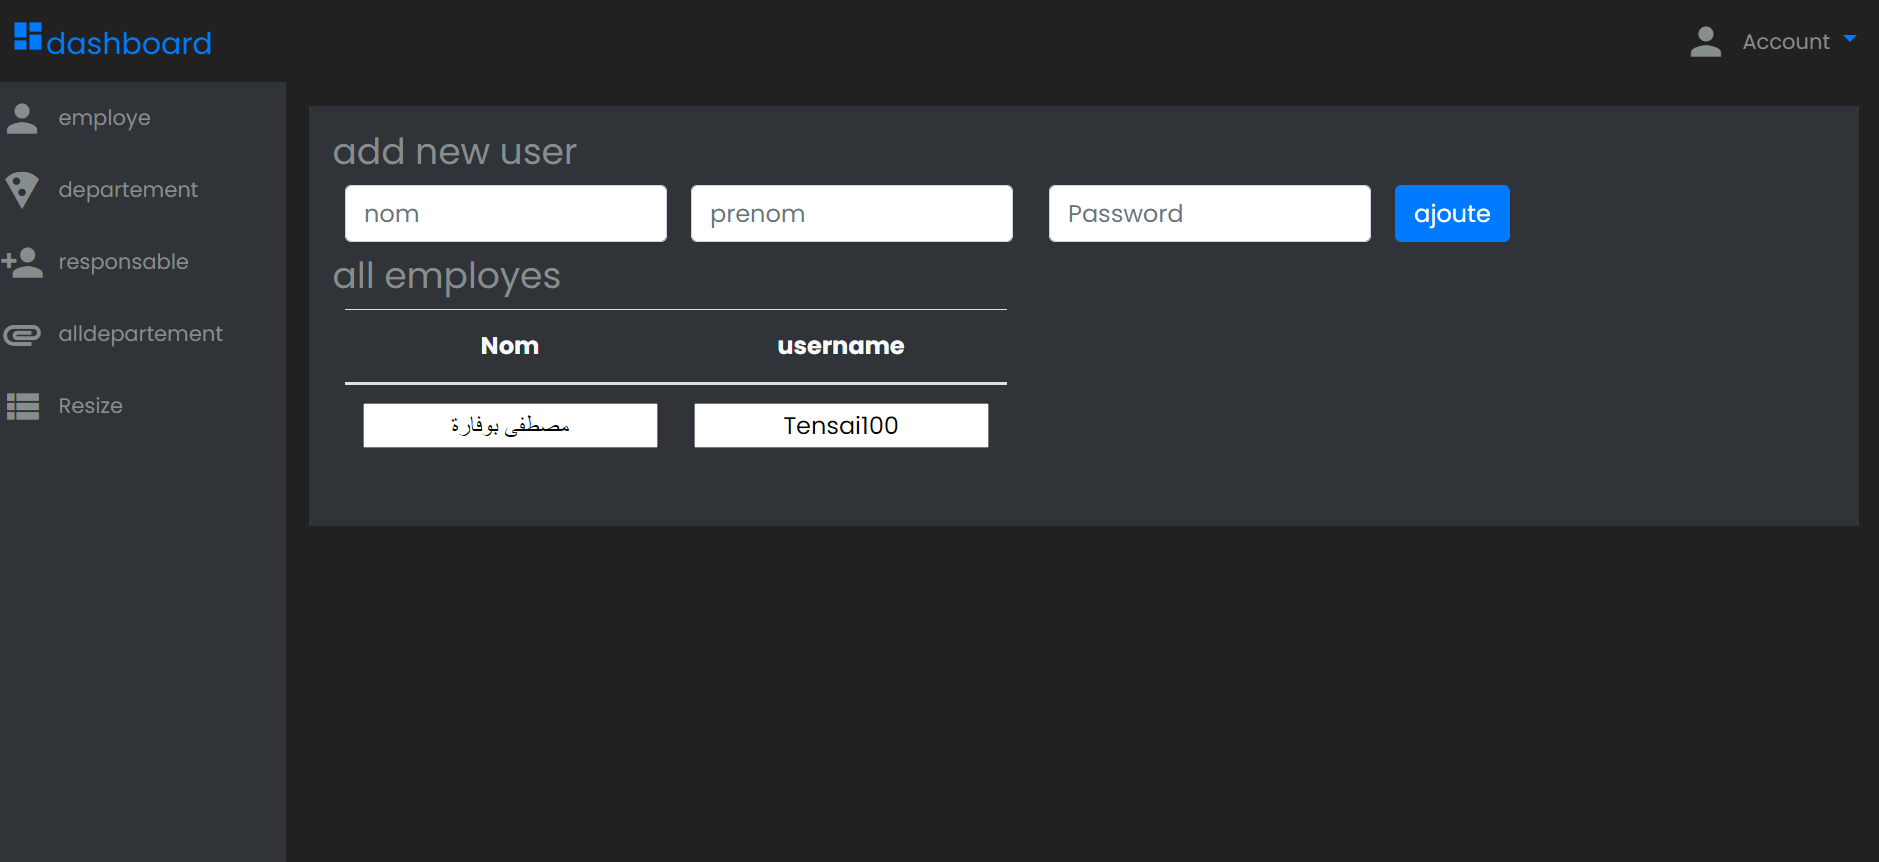 dashboard
Account
employe
departement
responsable
alldepartement
Resize
add new user
nom prenom Password ajoute
all employes
Nom username
مصطفى بوفارة Tensai100